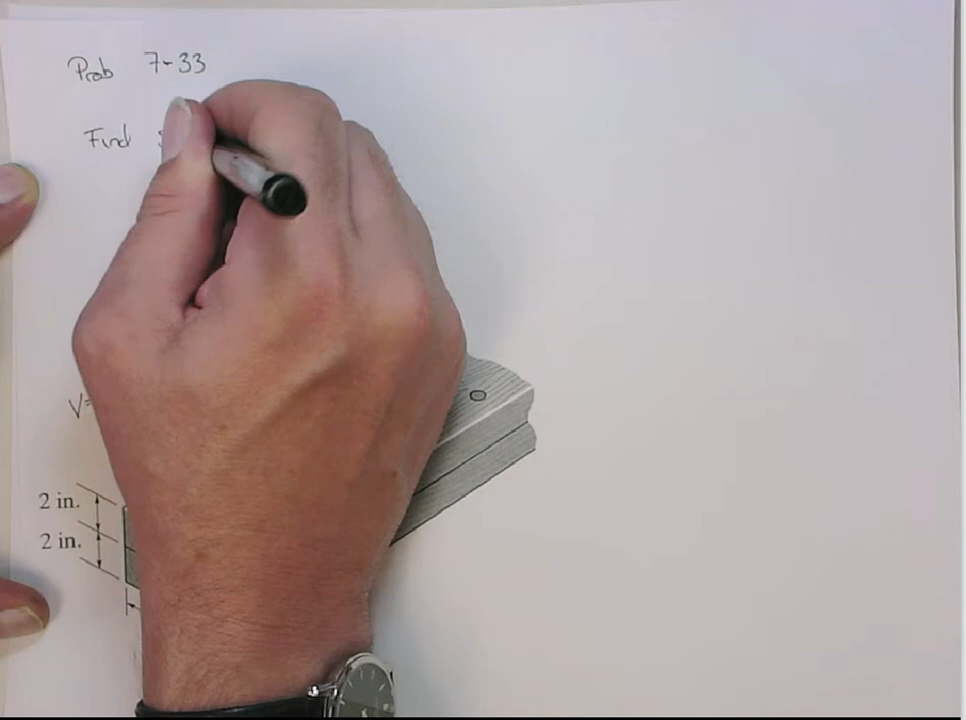 Prob 7-33
Find
V=
2 in.
2 in.